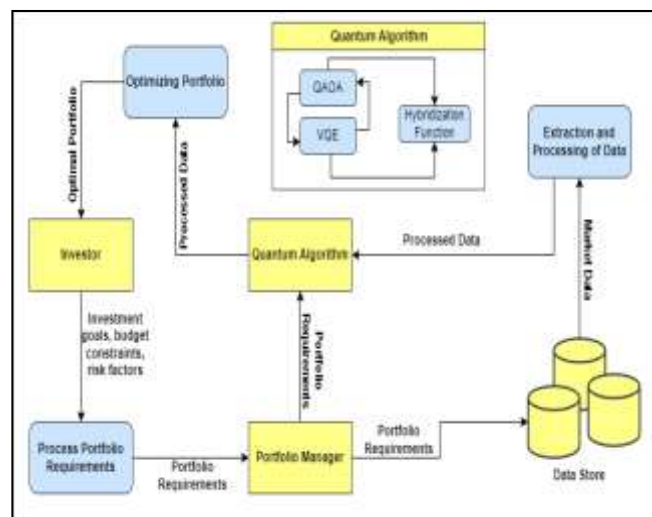 Quantum Algorithm
QAOA
VQE
Hybridization
Function
Optimizing Portfolio
Extraction and
Processing of Data
Optimal Portfolio
Processed Data
Processed Data
Market Data
Investor
Quantum Algorithm
Investment
goals, budget
constraints,
risk factors
Portfolio
Requirements
Process Portfolio
Requirements
Portfolio
Requirements
Portfolio Manager
Portfolio
Requirements
Data Store